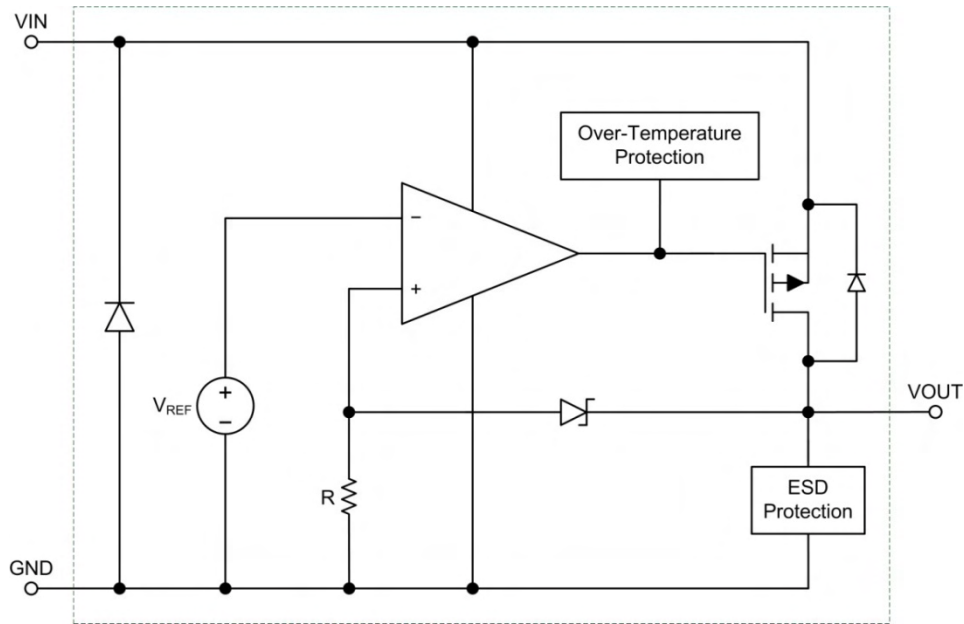 VIN
Over-Temperature
Protection
−
+
+
−
VREF
VOUT
R
ESD
Protection
GND